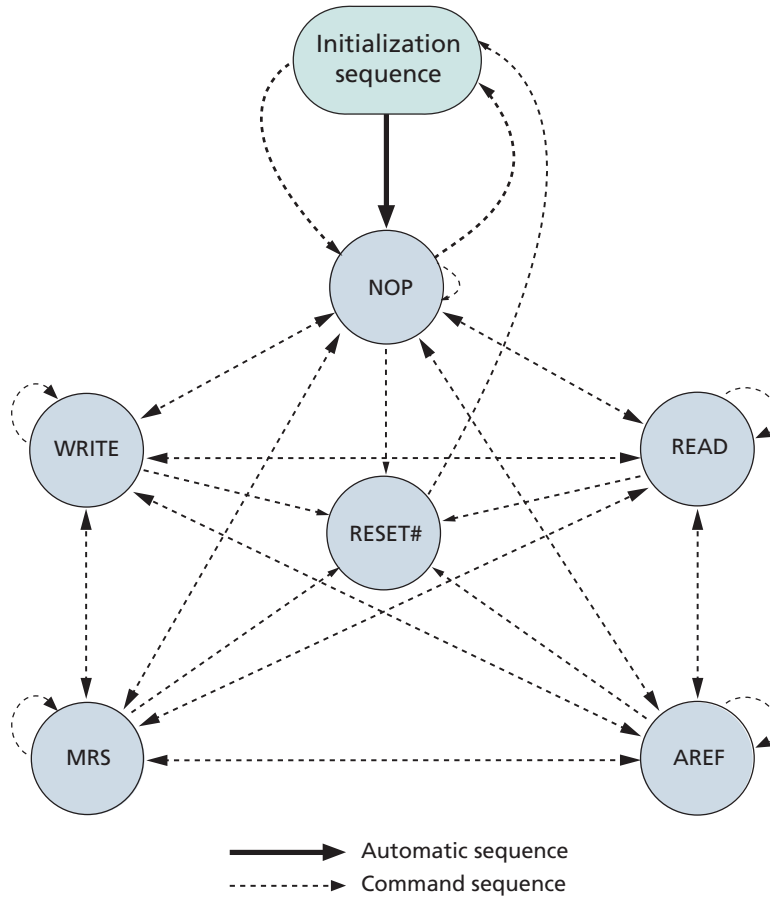 Initialization
sequence
NOP
WRITE
READ
RESET#
MRS
AREF
Automatic sequence
Command sequence